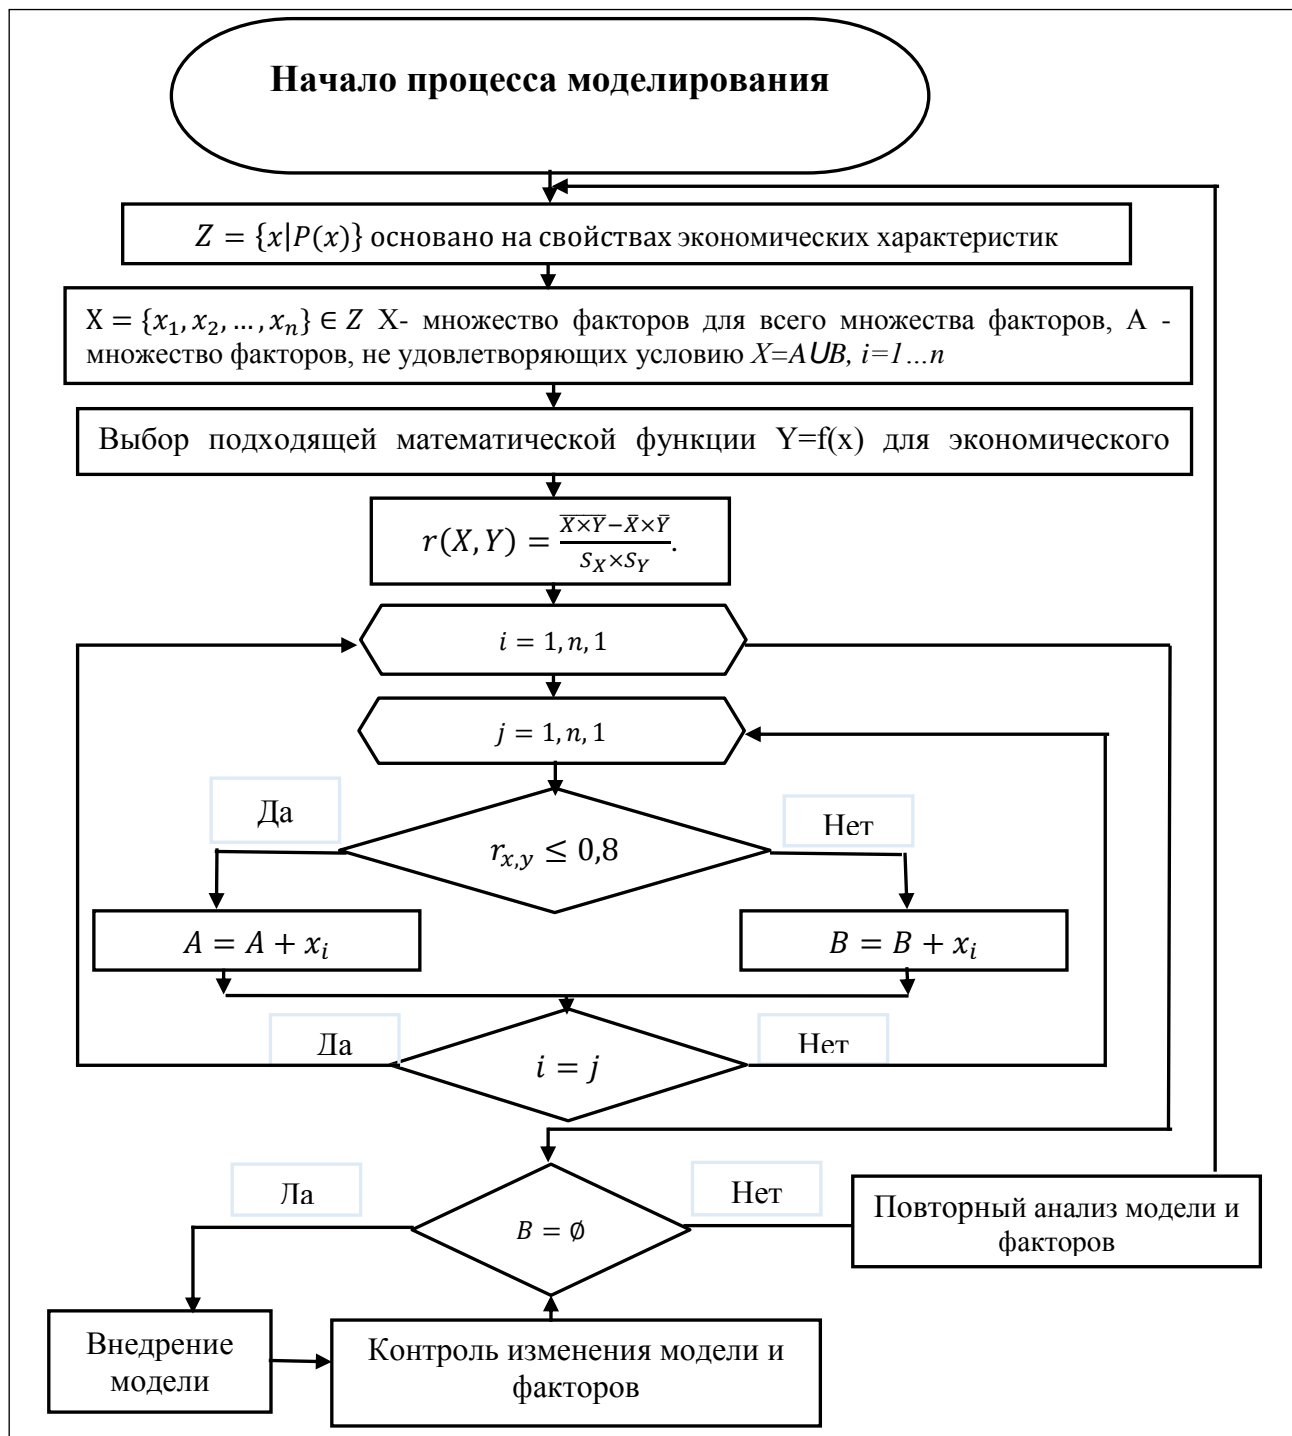 Начало процесса моделирования
Z = {x|P(x)} основано на свойствах экономических характеристик
X = {x₁, x₂, …, xₙ} ∈ Z X- множество факторов для всего множества факторов, А -
множество факторов, не удовлетворяющих условию X=A∪B, i=1…n
Выбор подходящей математической функции Y=f(x) для экономического
r(X, Y) = (X̅×̅Y̅ − X̅ × Y̅) / (S_X × S_Y).
i = 1, n, 1
j = 1, n, 1
Да
Нет
r_{x,y} ≤ 0,8
A = A + xᵢ
B = B + xᵢ
Да
Нет
i = j
Да
Нет
B = ∅
Повторный анализ модели и
факторов
Внедрение
модели
Контроль изменения модели и
факторов